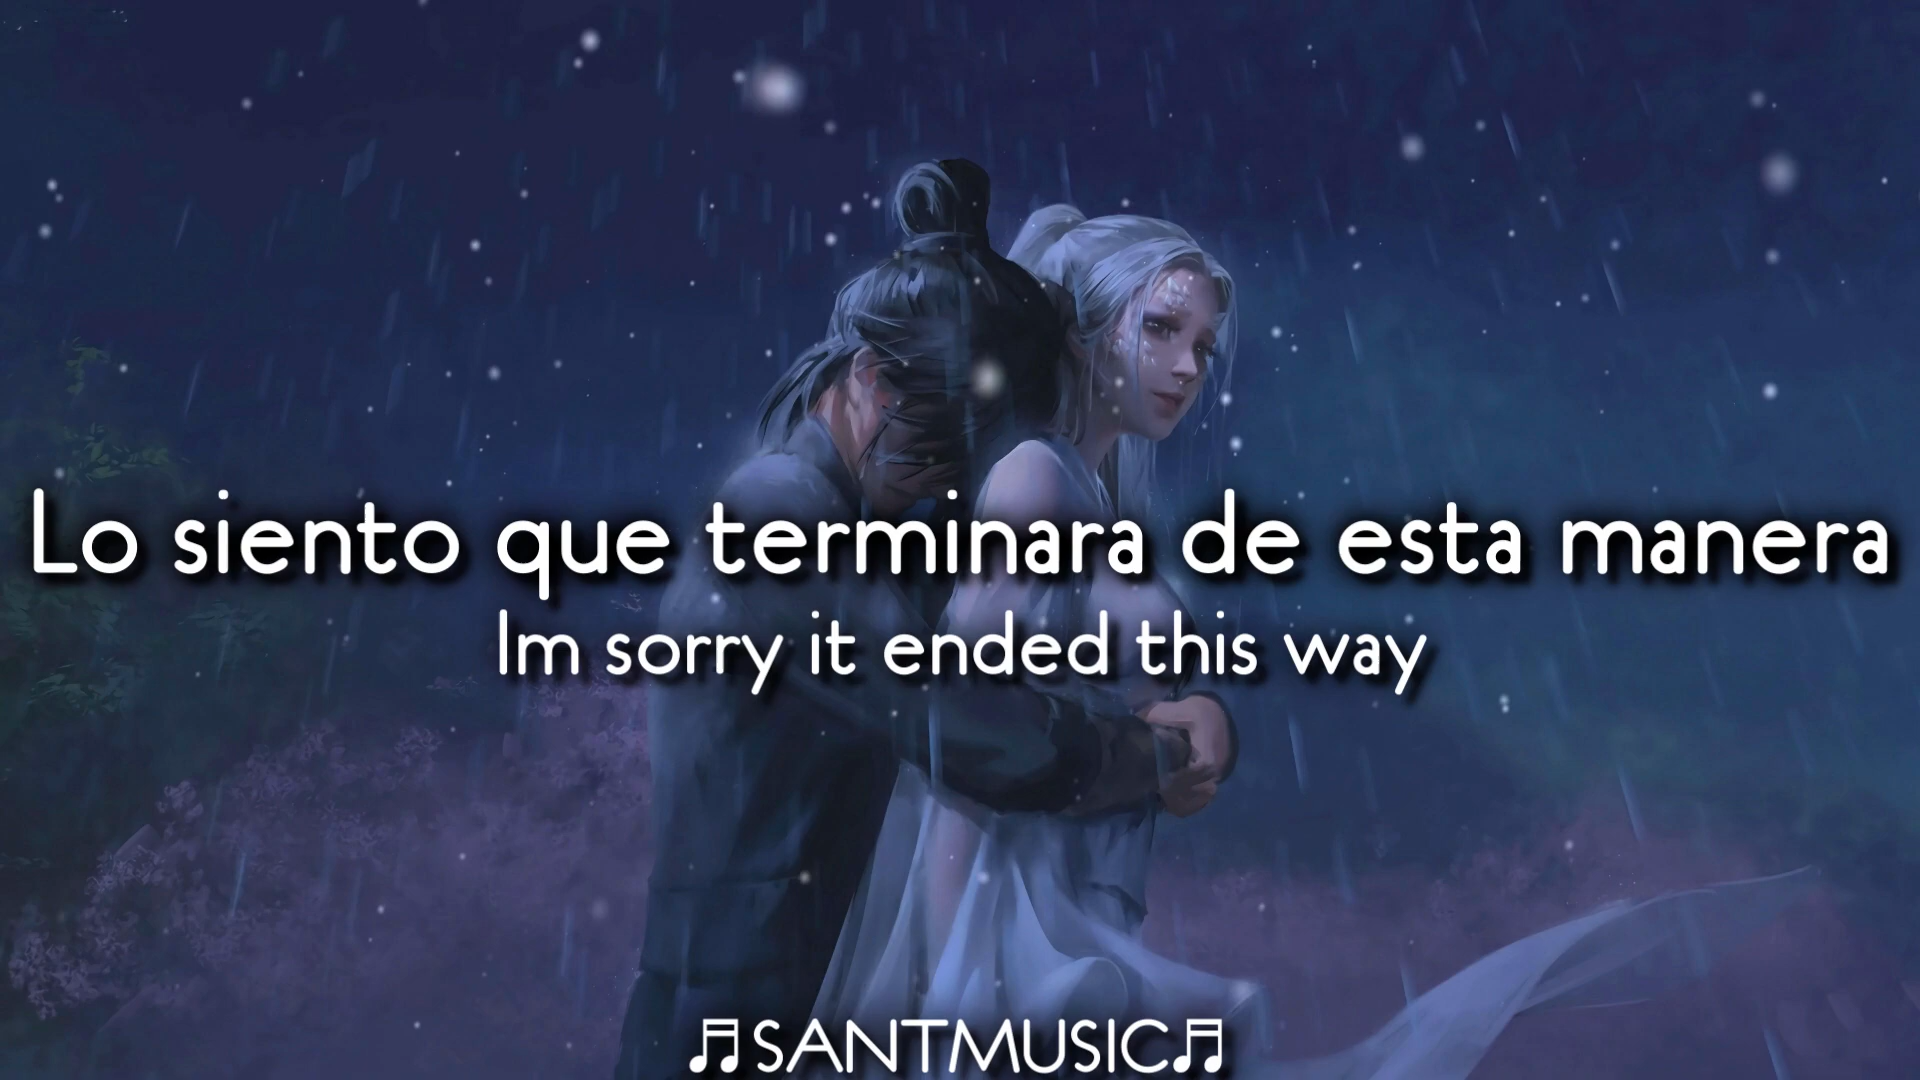 Lo siento que terminara de esta manera
Im sorry it ended this way
♫SANTMUSIC♫